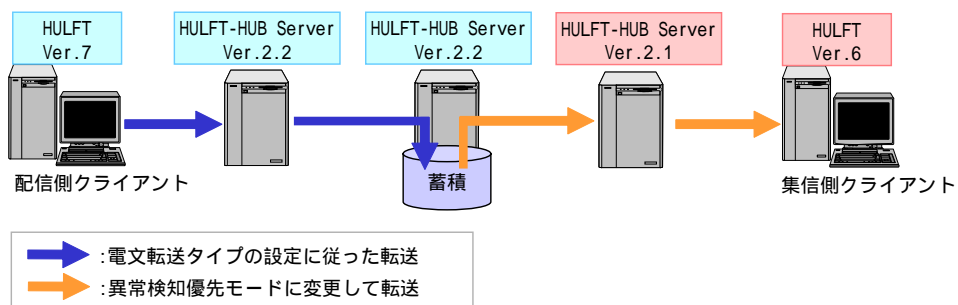 HULFT
Ver.7
HULFT-HUB Server
Ver.2.2
HULFT-HUB Server
Ver.2.2
HULFT-HUB Server
Ver.2.1
HULFT
Ver.6
配信側クライアント
蓄積
集信側クライアント
:電文転送タイプの設定に従った転送
:異常検知優先モードに変更して転送